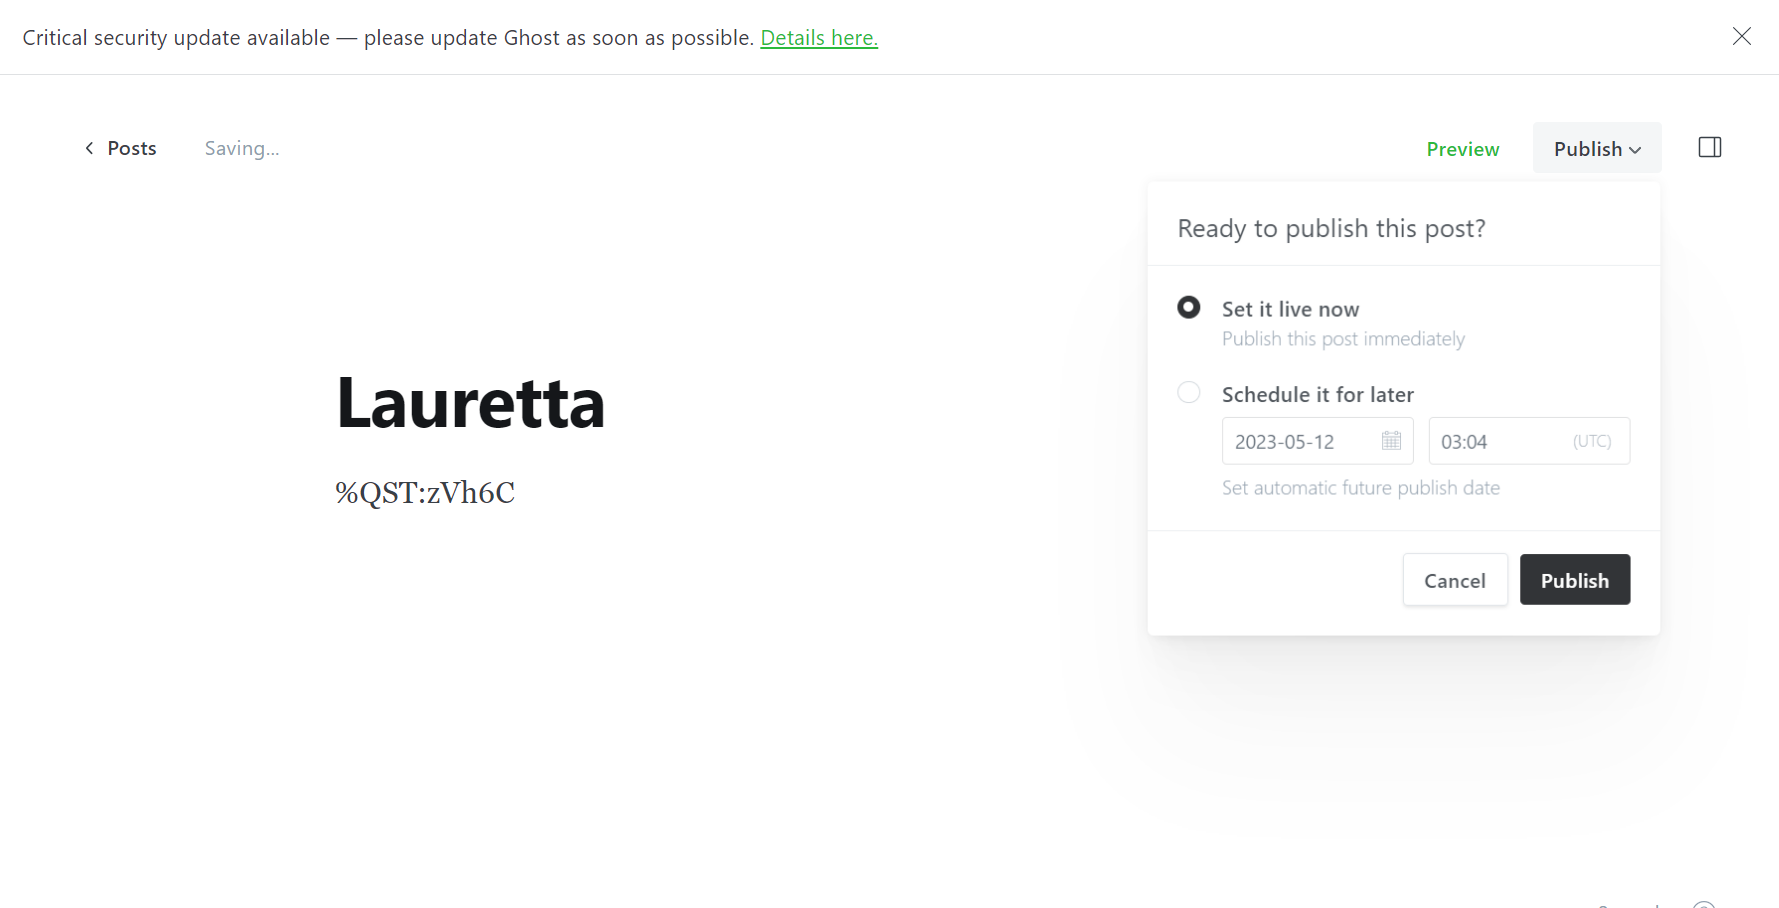 Critical security update available — please update Ghost as soon as possible. Details here.
Posts
Saving...
Preview
Publish
Ready to publish this post?
Set it live now
Publish this post immediately
Schedule it for later
2023-05-12
03:04
(UTC)
Set automatic future publish date
Cancel
Publish
Lauretta
%QST:zVh6C